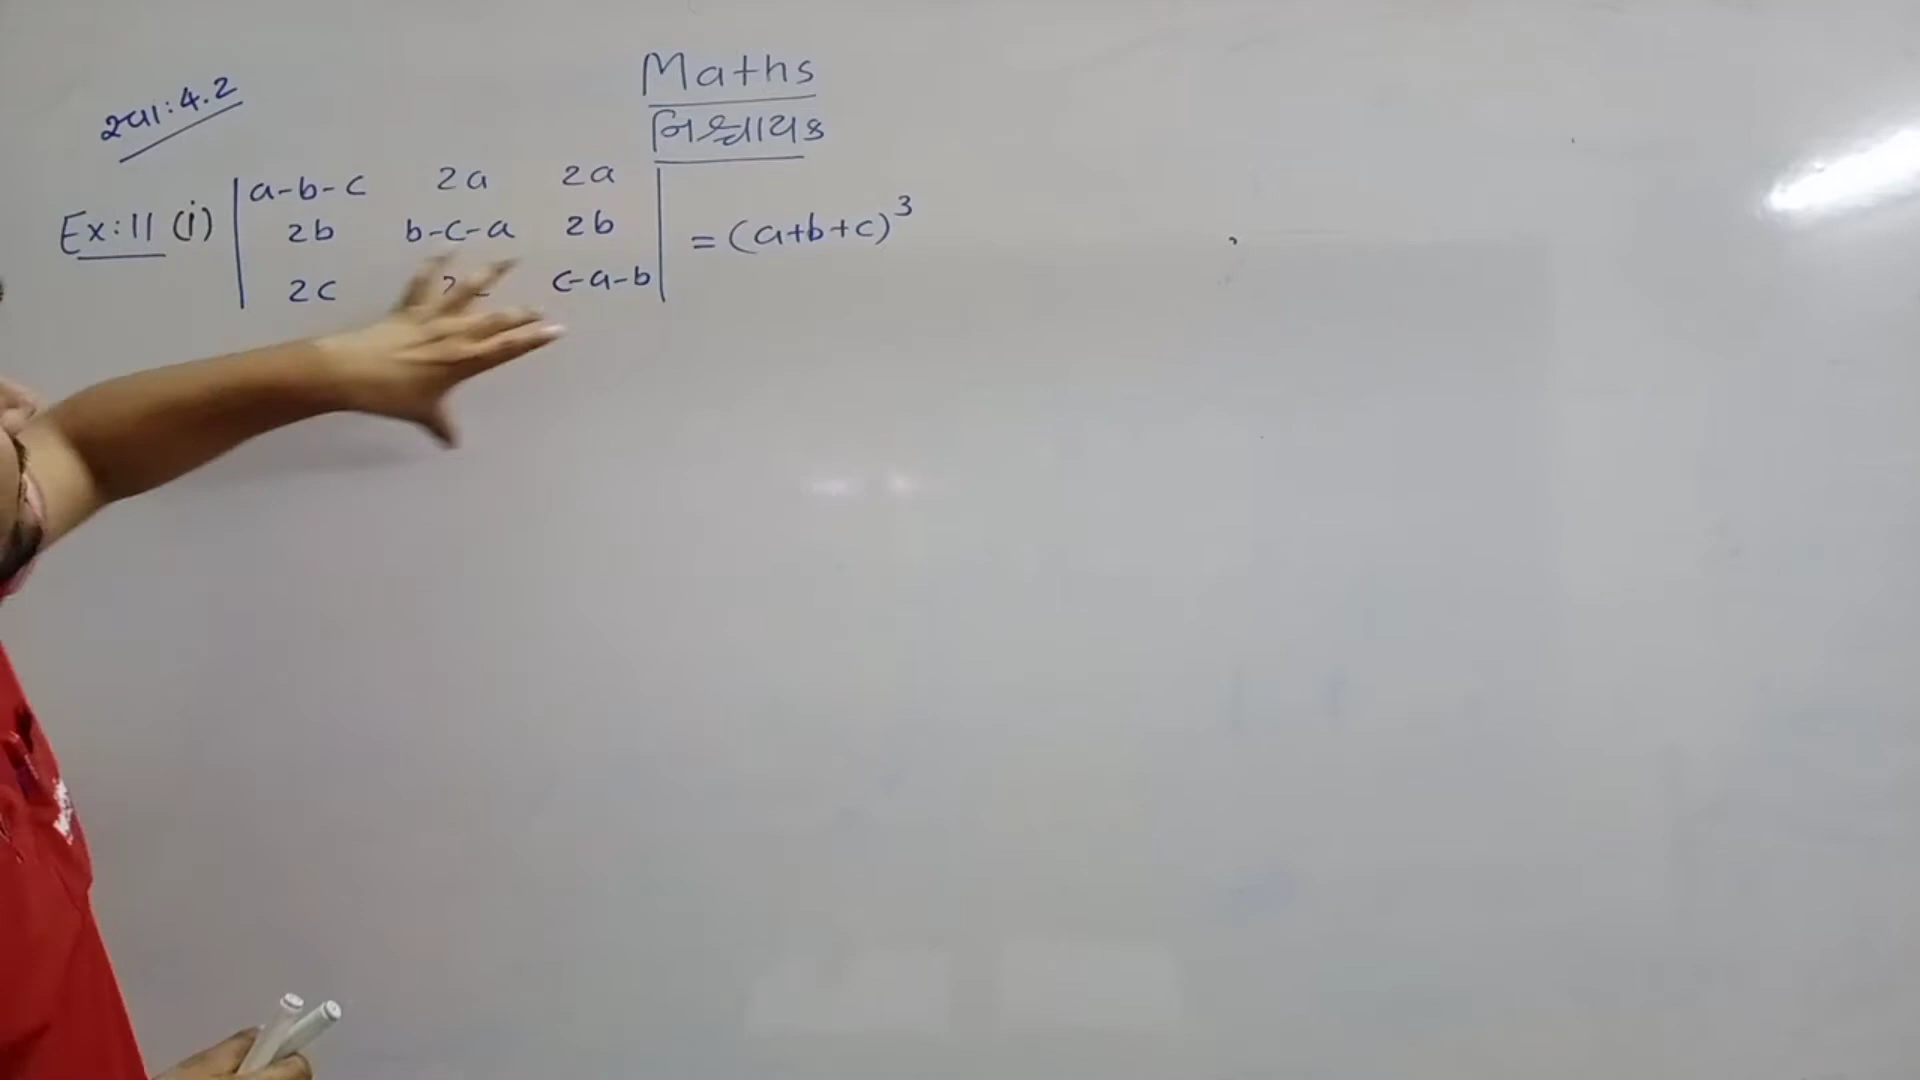 Maths
નિશ્ચાયક
સ્વા: 4.2
Ex: 11 (i) | a-b-c 2a 2a |
| 2b b-c-a 2b | = (a+b+c)³
| 2c c-a-b |